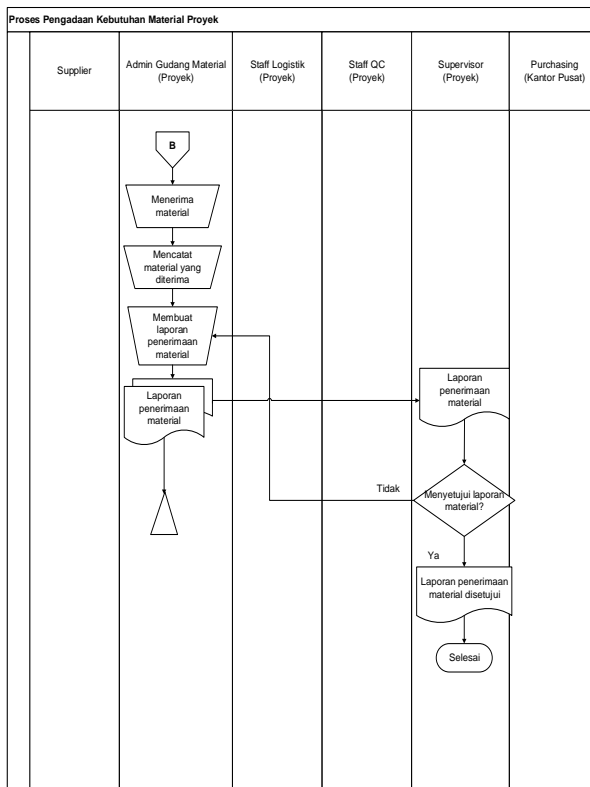 Proses Pengadaan Kebutuhan Material Proyek
Supplier
Admin Gudang Material
(Proyek)
Staff Logistik
(Proyek)
Staff QC
(Proyek)
Supervisor
(Proyek)
Purchasing
(Kantor Pusat)
B
Menerima
material
Mencatat
material yang
diterima
Membuat
laporan
penerimaan
material
Laporan
penerimaan
material
Laporan
penerimaan
material
Tidak
Menyetujui laporan
material?
Ya
Laporan penerimaan
material disetujui
Selesai